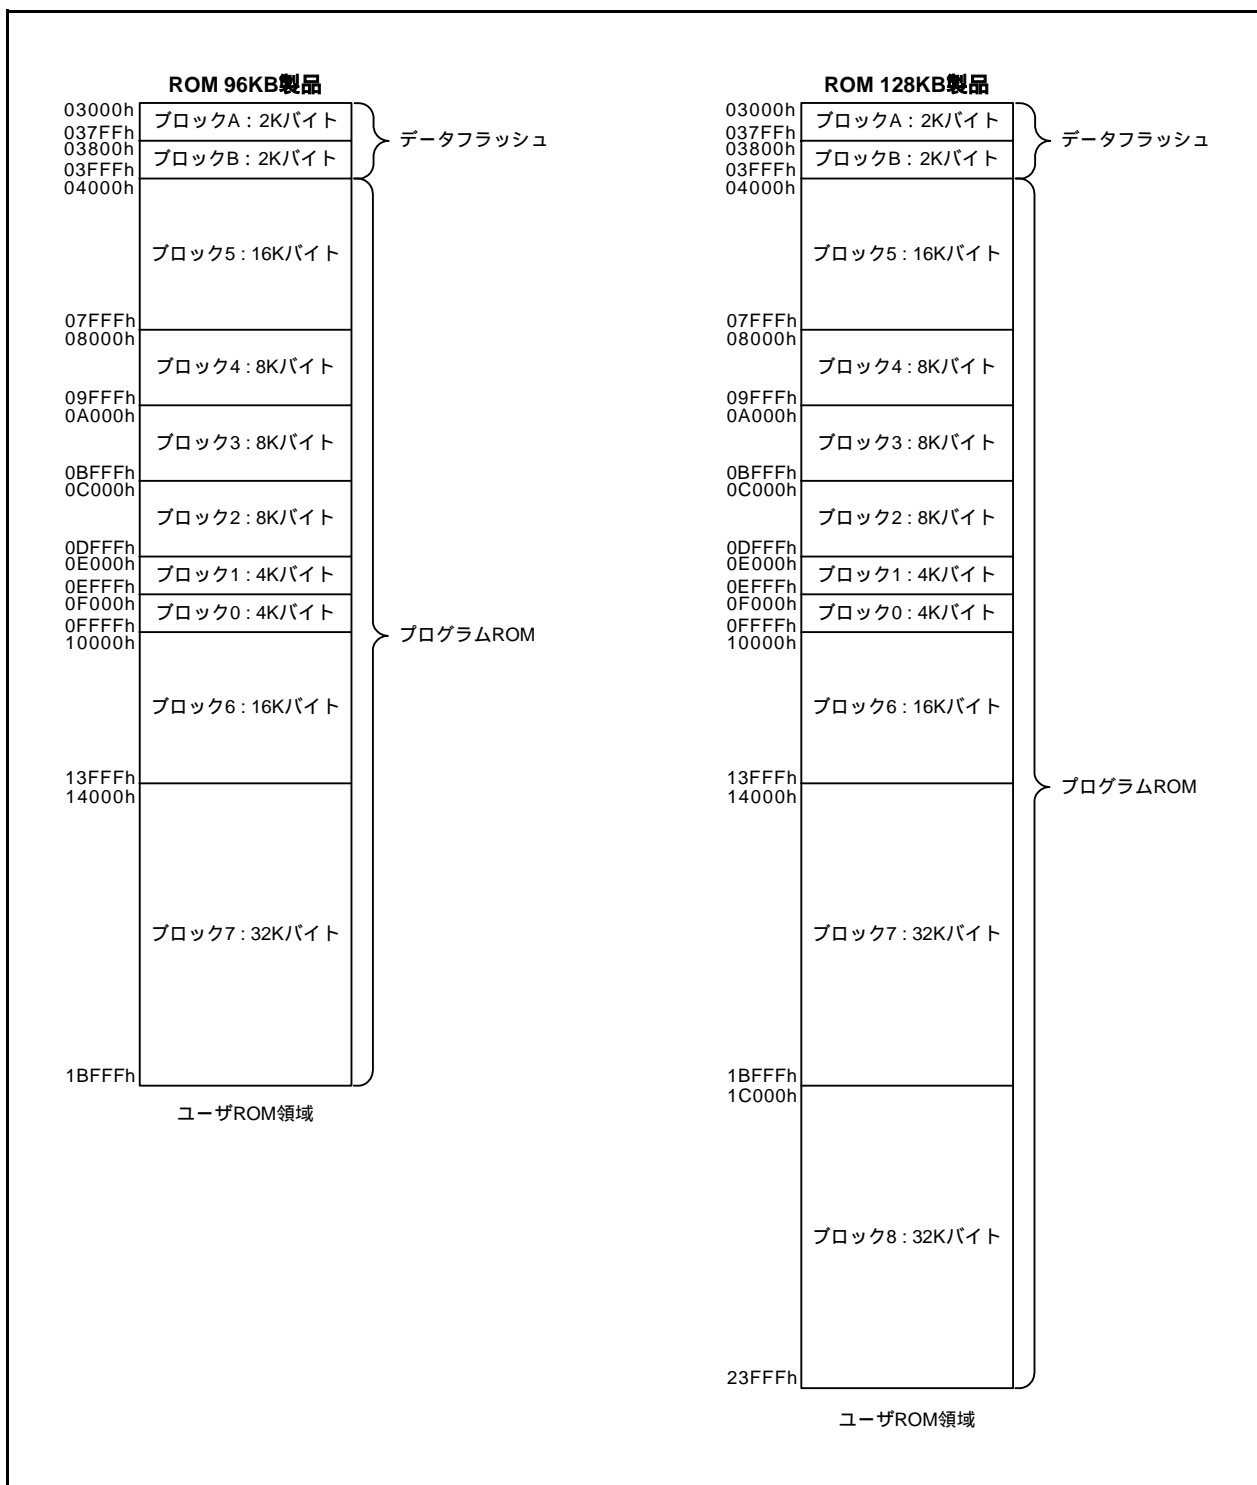 ROM 96KB製品
03000h
ブロックA : 2Kバイト
037FFh
03800h
ブロックB : 2Kバイト
03FFFh
04000h
データフラッシュ
ブロック5 : 16Kバイト
07FFFh
08000h
ブロック4 : 8Kバイト
09FFFh
0A000h
ブロック3 : 8Kバイト
0BFFFh
0C000h
ブロック2 : 8Kバイト
0DFFFh
0E000h
ブロック1 : 4Kバイト
0EFFFh
0F000h
ブロック0 : 4Kバイト
0FFFFh
10000h
プログラムROM
ブロック6 : 16Kバイト
13FFFh
14000h
ブロック7 : 32Kバイト
1BFFFh
ユーザROM領域
ROM 128KB製品
03000h
ブロックA : 2Kバイト
037FFh
03800h
ブロックB : 2Kバイト
03FFFh
04000h
データフラッシュ
ブロック5 : 16Kバイト
07FFFh
08000h
ブロック4 : 8Kバイト
09FFFh
0A000h
ブロック3 : 8Kバイト
0BFFFh
0C000h
ブロック2 : 8Kバイト
0DFFFh
0E000h
ブロック1 : 4Kバイト
0EFFFh
0F000h
ブロック0 : 4Kバイト
0FFFFh
10000h
ブロック6 : 16Kバイト
13FFFh
14000h
プログラムROM
ブロック7 : 32Kバイト
1BFFFh
1C000h
ブロック8 : 32Kバイト
23FFFh
ユーザROM領域